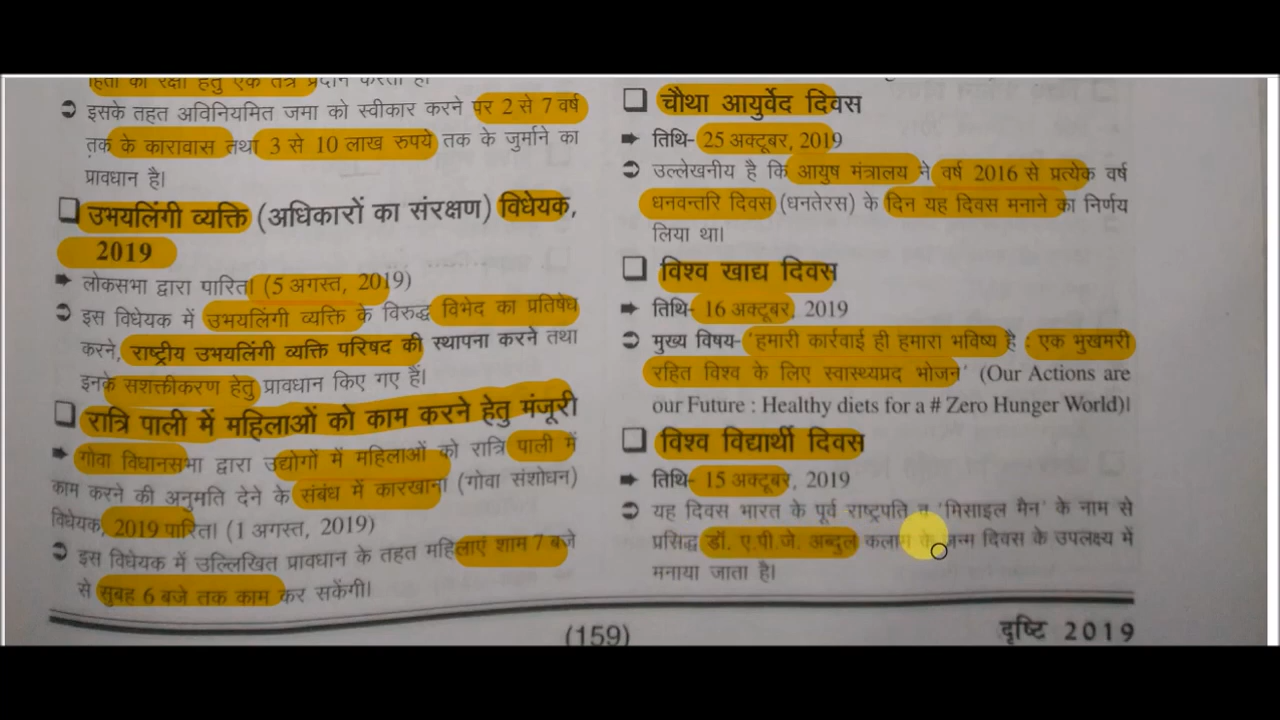 हितों की रक्षा हेतु एक तंत्र प्रदान करता है।
➲ इसके तहत अविनियमित जमा को स्वीकार करने पर 2 से 7 वर्ष
तक के कारावास तथा 3 से 10 लाख रुपये तक के जुर्माने का
प्रावधान है।
❑ उभयलिंगी व्यक्ति (अधिकारों का संरक्षण) विधेयक,
2019
➡ लोकसभा द्वारा पारित। (5 अगस्त, 2019)
➲ इस विधेयक में उभयलिंगी व्यक्ति के विरुद्ध विभेद का प्रतिषेध
करने, राष्ट्रीय उभयलिंगी व्यक्ति परिषद की स्थापना करने तथा
इनके सशक्तीकरण हेतु प्रावधान किए गए हैं।
❑ रात्रि पाली में महिलाओं को काम करने हेतु मंजूरी
➡ गोवा विधानसभा द्वारा उद्योगों में महिलाओं को रात्रि पाली में
काम करने की अनुमति देने के संबंध में कारखाना (गोवा संशोधन)
विधेयक, 2019 पारित। (1 अगस्त, 2019)
➲ इस विधेयक में उल्लिखित प्रावधान के तहत महिलाएं शाम 7 बजे
से सुबह 6 बजे तक काम कर सकेंगी।
❑ चौथा आयुर्वेद दिवस
➡ तिथि- 25 अक्टूबर, 2019
➲ उल्लेखनीय है कि आयुष मंत्रालय ने वर्ष 2016 से प्रत्येक वर्ष
धनवन्तरि दिवस (धनतेरस) के दिन यह दिवस मनाने का निर्णय
लिया था।
❑ विश्व खाद्य दिवस
➡ तिथि- 16 अक्टूबर, 2019
➲ मुख्य विषय- 'हमारी कार्रवाई ही हमारा भविष्य है : एक भुखमरी
रहित विश्व के लिए स्वास्थ्यप्रद भोजन' (Our Actions are
our Future : Healthy diets for a # Zero Hunger World)।
❑ विश्व विद्यार्थी दिवस
➡ तिथि- 15 अक्टूबर, 2019
➲ यह दिवस भारत के पूर्व राष्ट्रपति व 'मिसाइल मैन' के नाम से
प्रसिद्ध डॉ. ए.पी.जे. अब्दुल कलाम के जन्म दिवस के उपलक्ष्य में
मनाया जाता है।
(159)
दृष्टि 2019